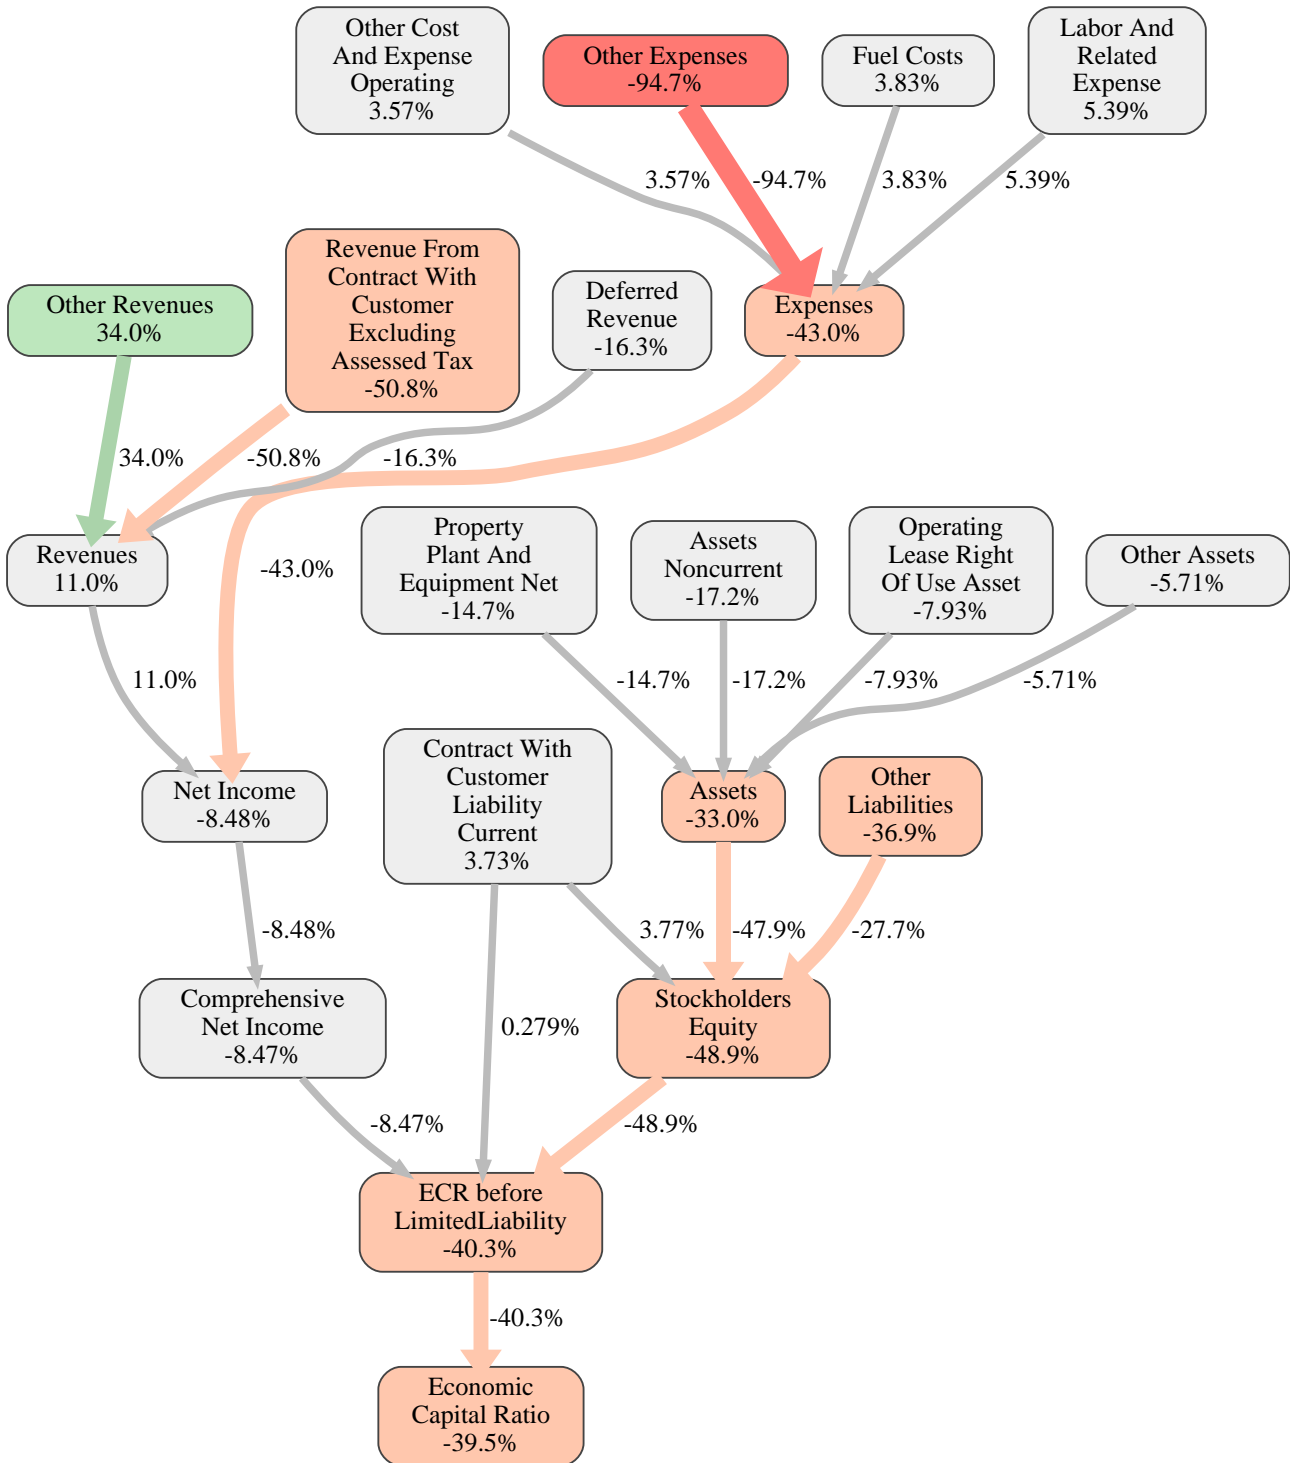 Other Cost
And Expense
Operating
3.57%
Other Expenses
-94.7%
Fuel Costs
3.83%
Labor And
Related
Expense
5.39%
3.57%
-94.7%
3.83%
5.39%
Other Revenues
34.0%
Revenue From
Contract With
Customer
Excluding
Assessed Tax
-50.8%
Deferred
Revenue
-16.3%
Expenses
-43.0%
34.0%
-50.8%
-16.3%
Revenues
11.0%
-43.0%
Property
Plant And
Equipment Net
-14.7%
Assets
Noncurrent
-17.2%
Operating
Lease Right
Of Use Asset
-7.93%
Other Assets
-5.71%
11.0%
-14.7%
-17.2%
-7.93%
-5.71%
Net Income
-8.48%
Contract With
Customer
Liability
Current
3.73%
Assets
-33.0%
Other
Liabilities
-36.9%
-8.48%
3.77%
-47.9%
-27.7%
Comprehensive
Net Income
-8.47%
0.279%
Stockholders
Equity
-48.9%
-8.47%
-48.9%
ECR before
LimitedLiability
-40.3%
-40.3%
Economic
Capital Ratio
-39.5%